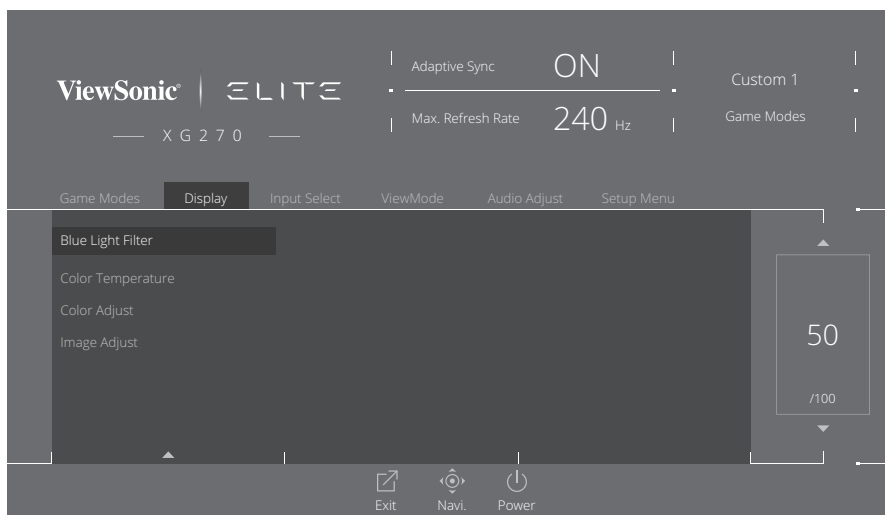 ViewSonic® ELITE
XG270
Adaptive Sync ON
Max. Refresh Rate 240 Hz
Custom 1
Game Modes
Game Modes Display Input Select ViewMode Audio Adjust Setup Menu
Blue Light Filter
Color Temperature
Color Adjust
Image Adjust
50
/100
Exit Navi. Power